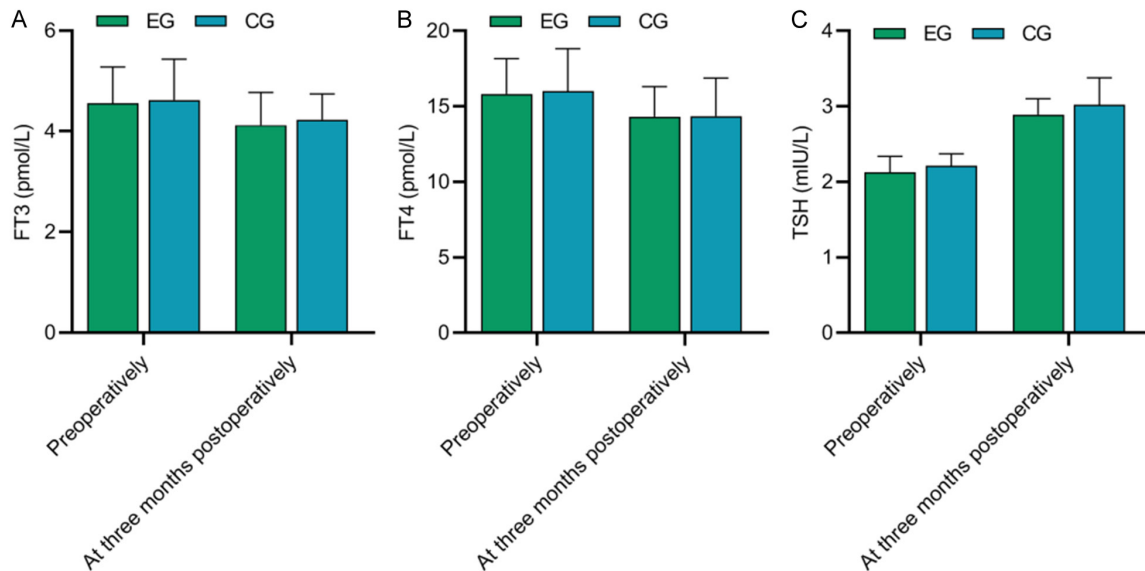 A
EG CG
FT3 (pmol/L)
6
4
2
0
Preoperatively
At three months postoperatively
B
EG CG
FT4 (pmol/L)
20
15
10
5
0
Preoperatively
At three months postoperatively
C
EG CG
TSH (mIU/L)
4
3
2
1
0
Preoperatively
At three months postoperatively